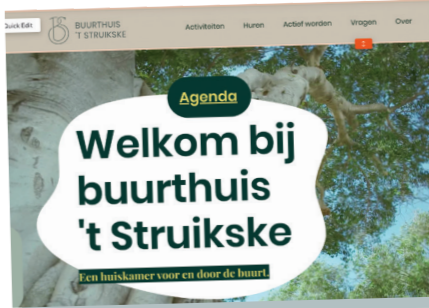 Quick Edit
BUURTHUIS
'T STRUIKSKE
Activiteiten Huren Actief worden Vragen Over
Agenda
Welkom bij
buurthuis
't Struikske
Een huiskamer voor en door de buurt.